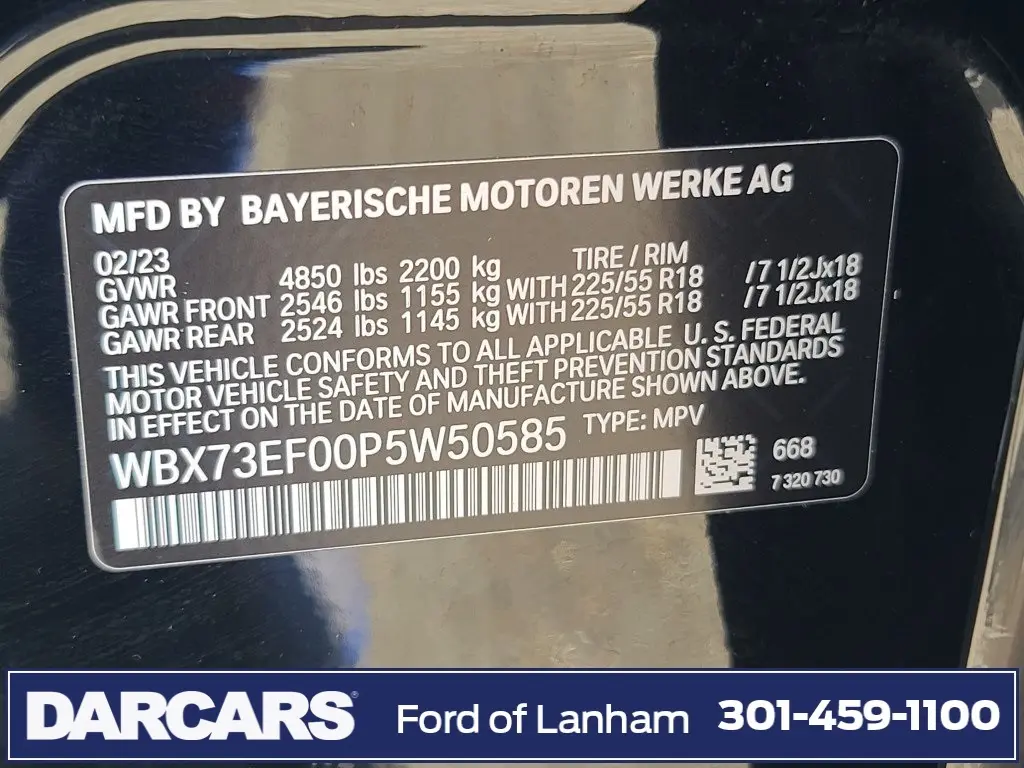 MFD BY BAYERISCHE MOTOREN WERKE AG
02/23 TIRE / RIM
GVWR 4850 lbs 2200 kg
GAWR FRONT 2546 lbs 1155 kg WITH 225/55 R18 /7 1/2Jx18
GAWR REAR 2524 lbs 1145 kg WITH 225/55 R18 /7 1/2Jx18
THIS VEHICLE CONFORMS TO ALL APPLICABLE U. S. FEDERAL
MOTOR VEHICLE SAFETY AND THEFT PREVENTION STANDARDS
IN EFFECT ON THE DATE OF MANUFACTURE SHOWN ABOVE.
WBX73EF00P5W50585 TYPE: MPV
668
7 320 730
DARCARS® Ford of Lanham 301-459-1100